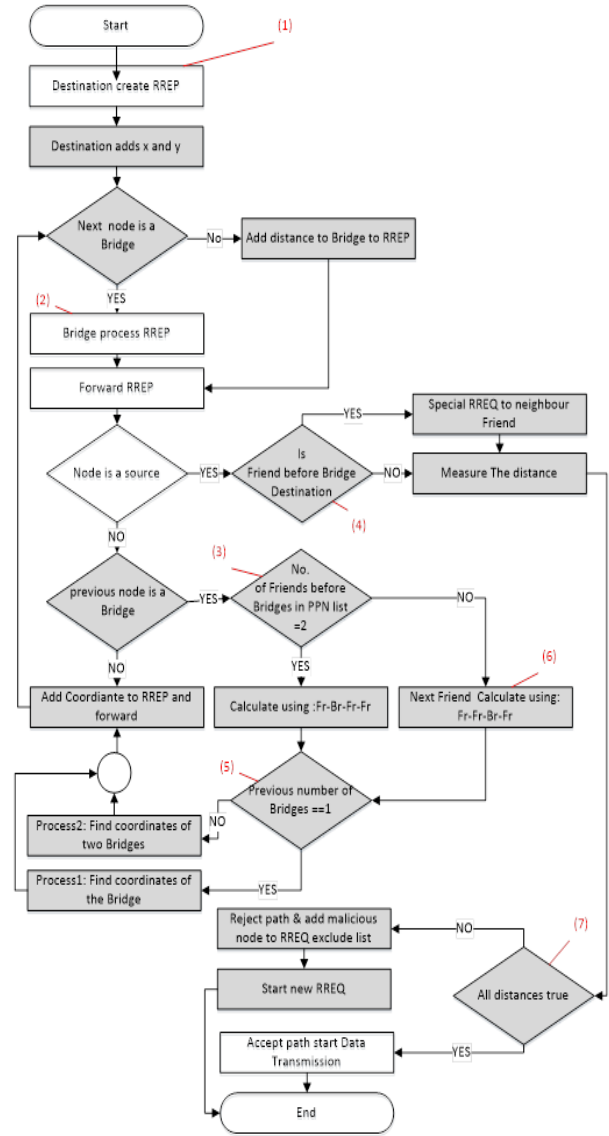 Start
(1)
Destination create RREP
Destination adds x and y
Next node is a
Bridge
No
Add distance to Bridge to RREP
YES
(2)
Bridge process RREP
Forward RREP
Node is a source
YES
Is
Friend before Bridge
Destination
(4)
YES
Special RREQ to neighbour
Friend
NO
Measure The distance
NO
previous node is a
Bridge
YES
(3)
No.
of Friends before
Bridges in PPN list
=2
NO
NO
YES
(6)
Add Coordiante to RREP and
forward
Calculate using :Fr-Br-Fr-Fr
Next Friend Calculate using:
Fr-Fr-Br-Fr
(5)
Previous number of
Bridges ==1
NO
Process2: Find coordinates of
two Bridges
YES
Process1: Find coordinates of
the Bridge
Reject path & add malicious
node to RREQ exclude list
NO
(7)
Start new RREQ
All distances true
YES
Accept path start Data
Transmission
End